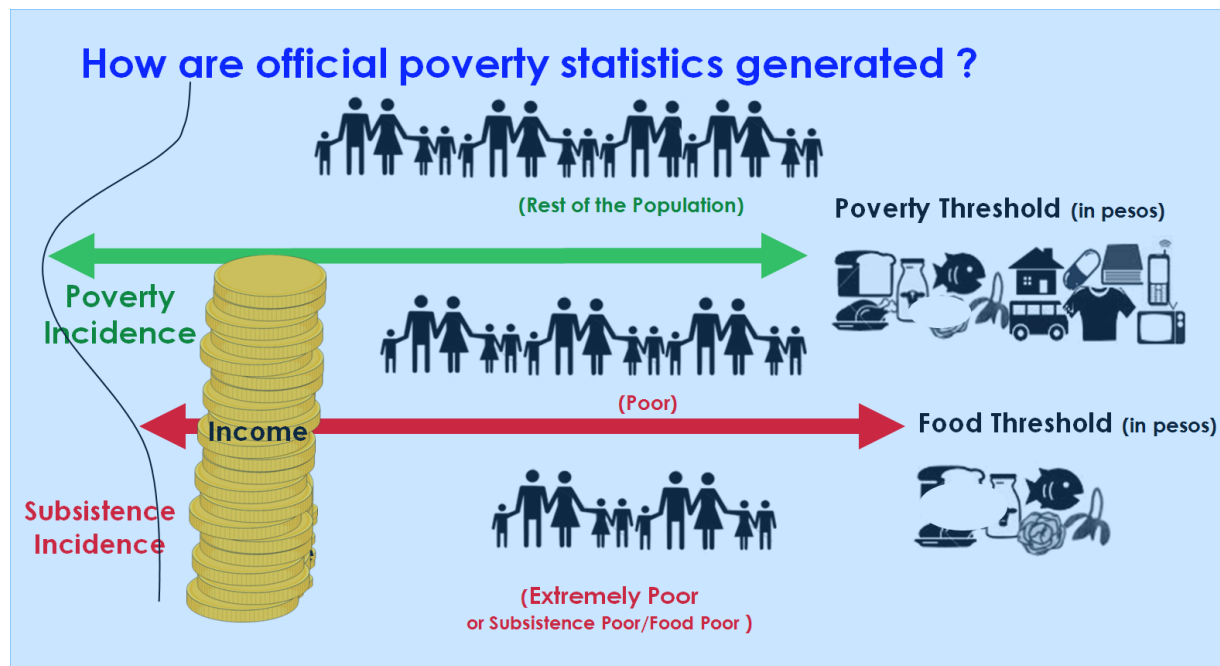 How are official poverty statistics generated ?
(Rest of the Population)
Poverty Threshold (in pesos)
Poverty
Incidence
(Poor)
Income
Food Threshold (in pesos)
Subsistence
Incidence
(Extremely Poor
or Subsistence Poor/Food Poor )